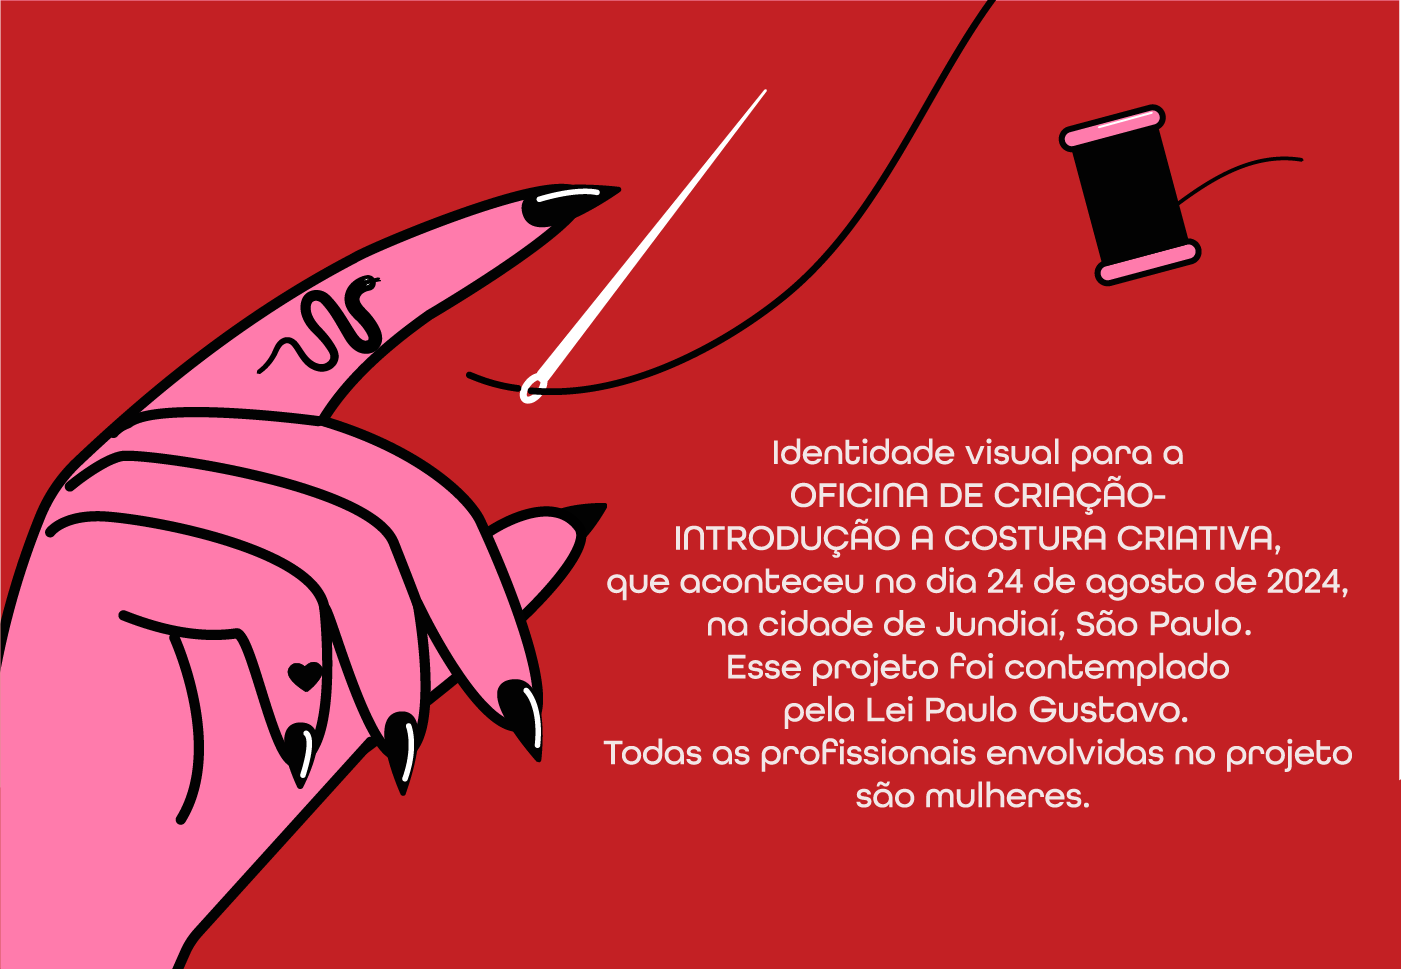 Identidade visual para a
OFICINA DE CRIAÇÃO-
INTRODUÇÃO A COSTURA CRIATIVA,
que aconteceu no dia 24 de agosto de 2024,
na cidade de Jundiaí, São Paulo.
Esse projeto foi contemplado
pela Lei Paulo Gustavo.
Todas as profissionais envolvidas no projeto
são mulheres.